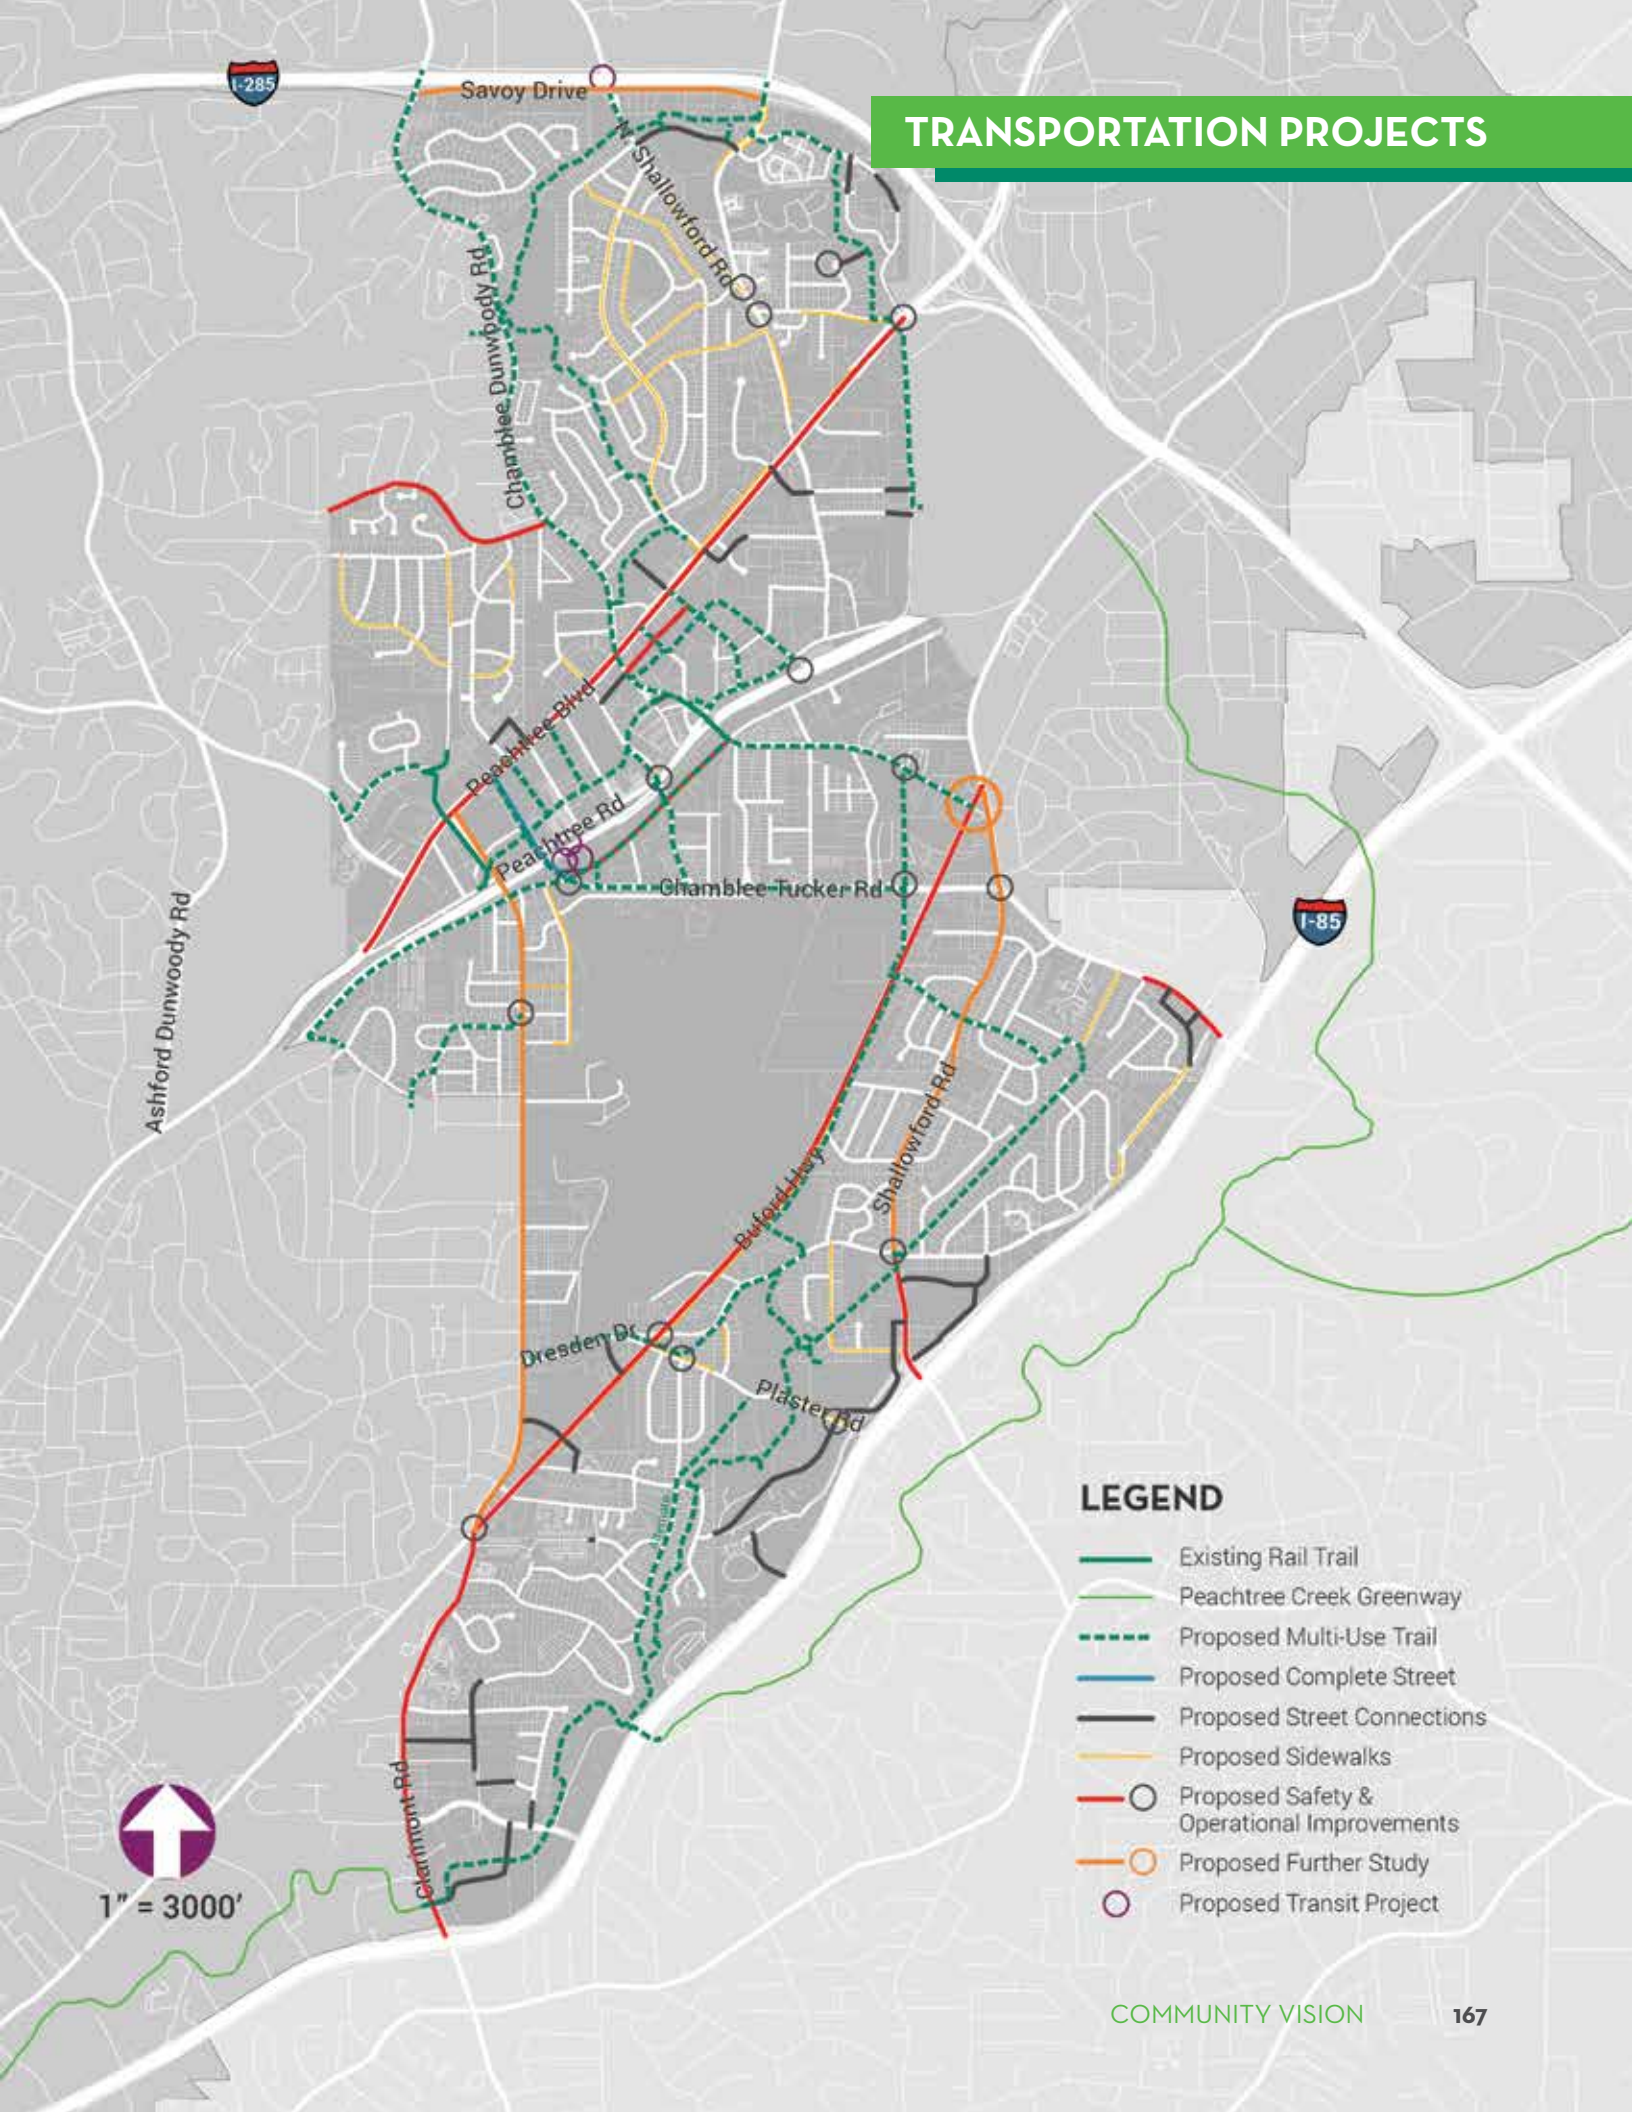 I-285
Savoy Drive
TRANSPORTATION PROJECTS
N. Shallowford Rd
Chamblee Dunwoody Rd
Peachtree Blvd
Peachtree Rd
Chamblee Tucker Rd
I-85
Ashford Dunwoody Rd
Shallowford Rd
Buford Hwy
Dresden Dr
Plaster Rd
LEGEND
Existing Rail Trail
Peachtree Creek Greenway
Proposed Multi-Use Trail
Proposed Complete Street
Proposed Street Connections
Proposed Sidewalks
Proposed Safety &
Operational Improvements
Proposed Further Study
Proposed Transit Project
Clairmont Rd
1" = 3000'
COMMUNITY VISION 167